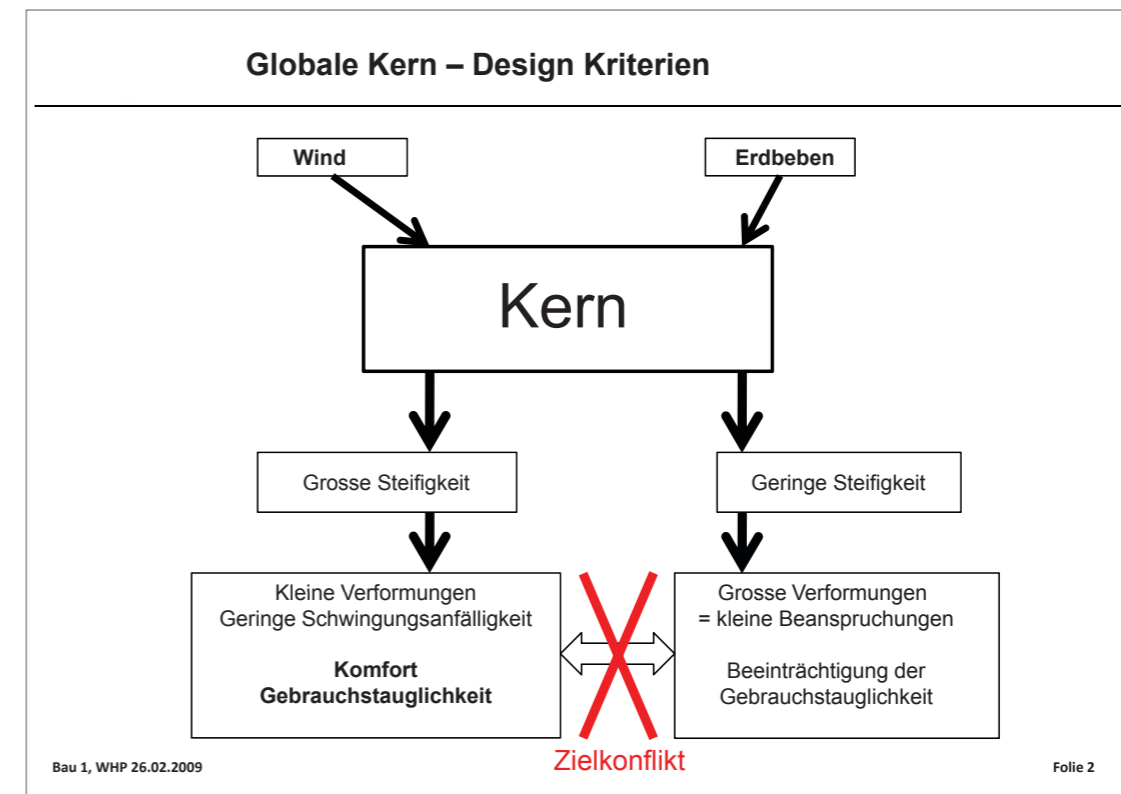 Globale Kern – Design Kriterien
Wind
Erdbeben
Kern
Grosse Steifigkeit
Geringe Steifigkeit
Kleine Verformungen
Geringe Schwingungsanfälligkeit
Komfort
Gebrauchstauglichkeit
Grosse Verformungen
= kleine Beanspruchungen
Beeinträchtigung der
Gebrauchstauglichkeit
Zielkonflikt
Bau 1, WHP 26.02.2009
Folie 2